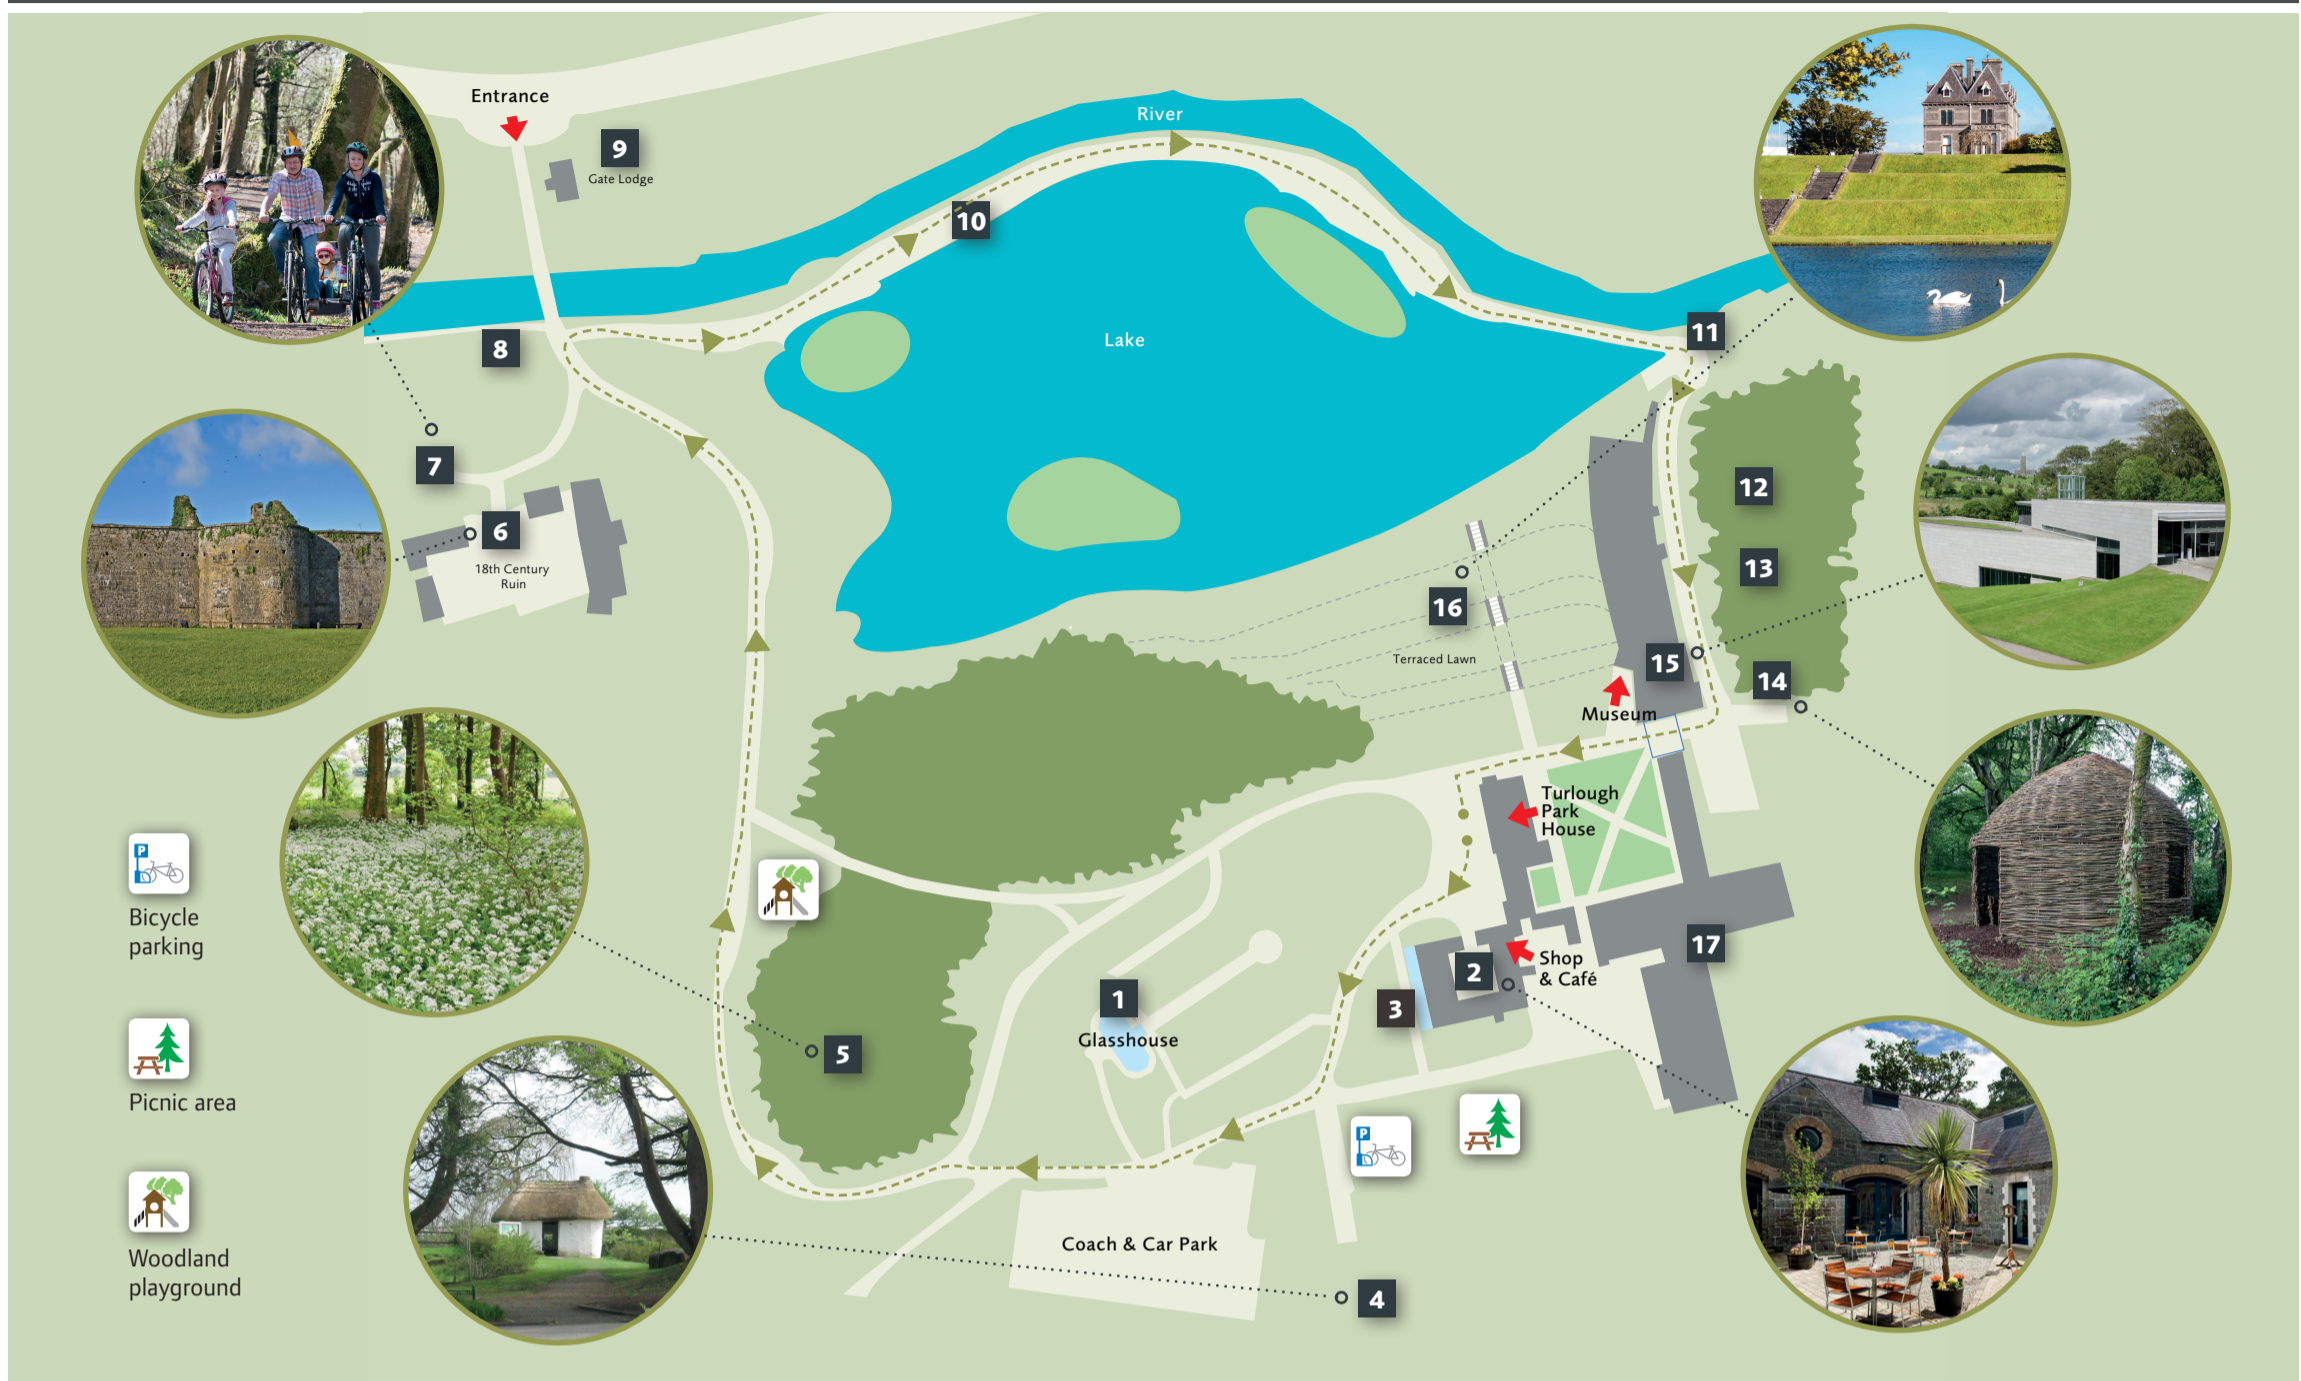 Entrance
9
Gate Lodge
River
10
8
Lake
11
7
12
6
18th Century
Ruin
13
16
Terraced Lawn
15
14
Museum
Turlough
Park
House
P
Bicycle
parking
17
2
Shop
& Café
1
3
Glasshouse
5
Picnic area
P
Woodland
playground
Coach & Car Park
4